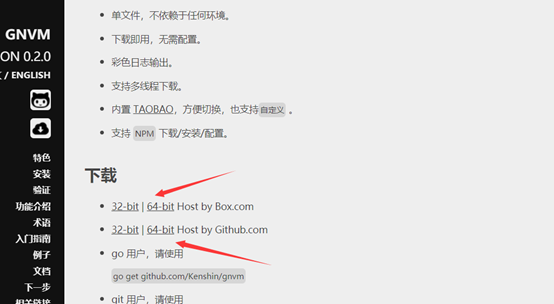 GNVM
ON 0.2.0
/ ENGLISH
特色
安装
验证
功能介绍
术语
入门指南
例子
文档
下一步
相关链接
单文件，不依赖于任何环境。
下载即用，无需配置。
彩色日志输出。
支持多线程下载。
内置 TAOBAO，方便切换，也支持 自定义 。
支持 NPM 下载/安装/配置。
下载
32-bit | 64-bit Host by Box.com
32-bit | 64-bit Host by Github.com
go 用户，请使用
go get github.com/Kenshin/gnvm
git 用户，请使用